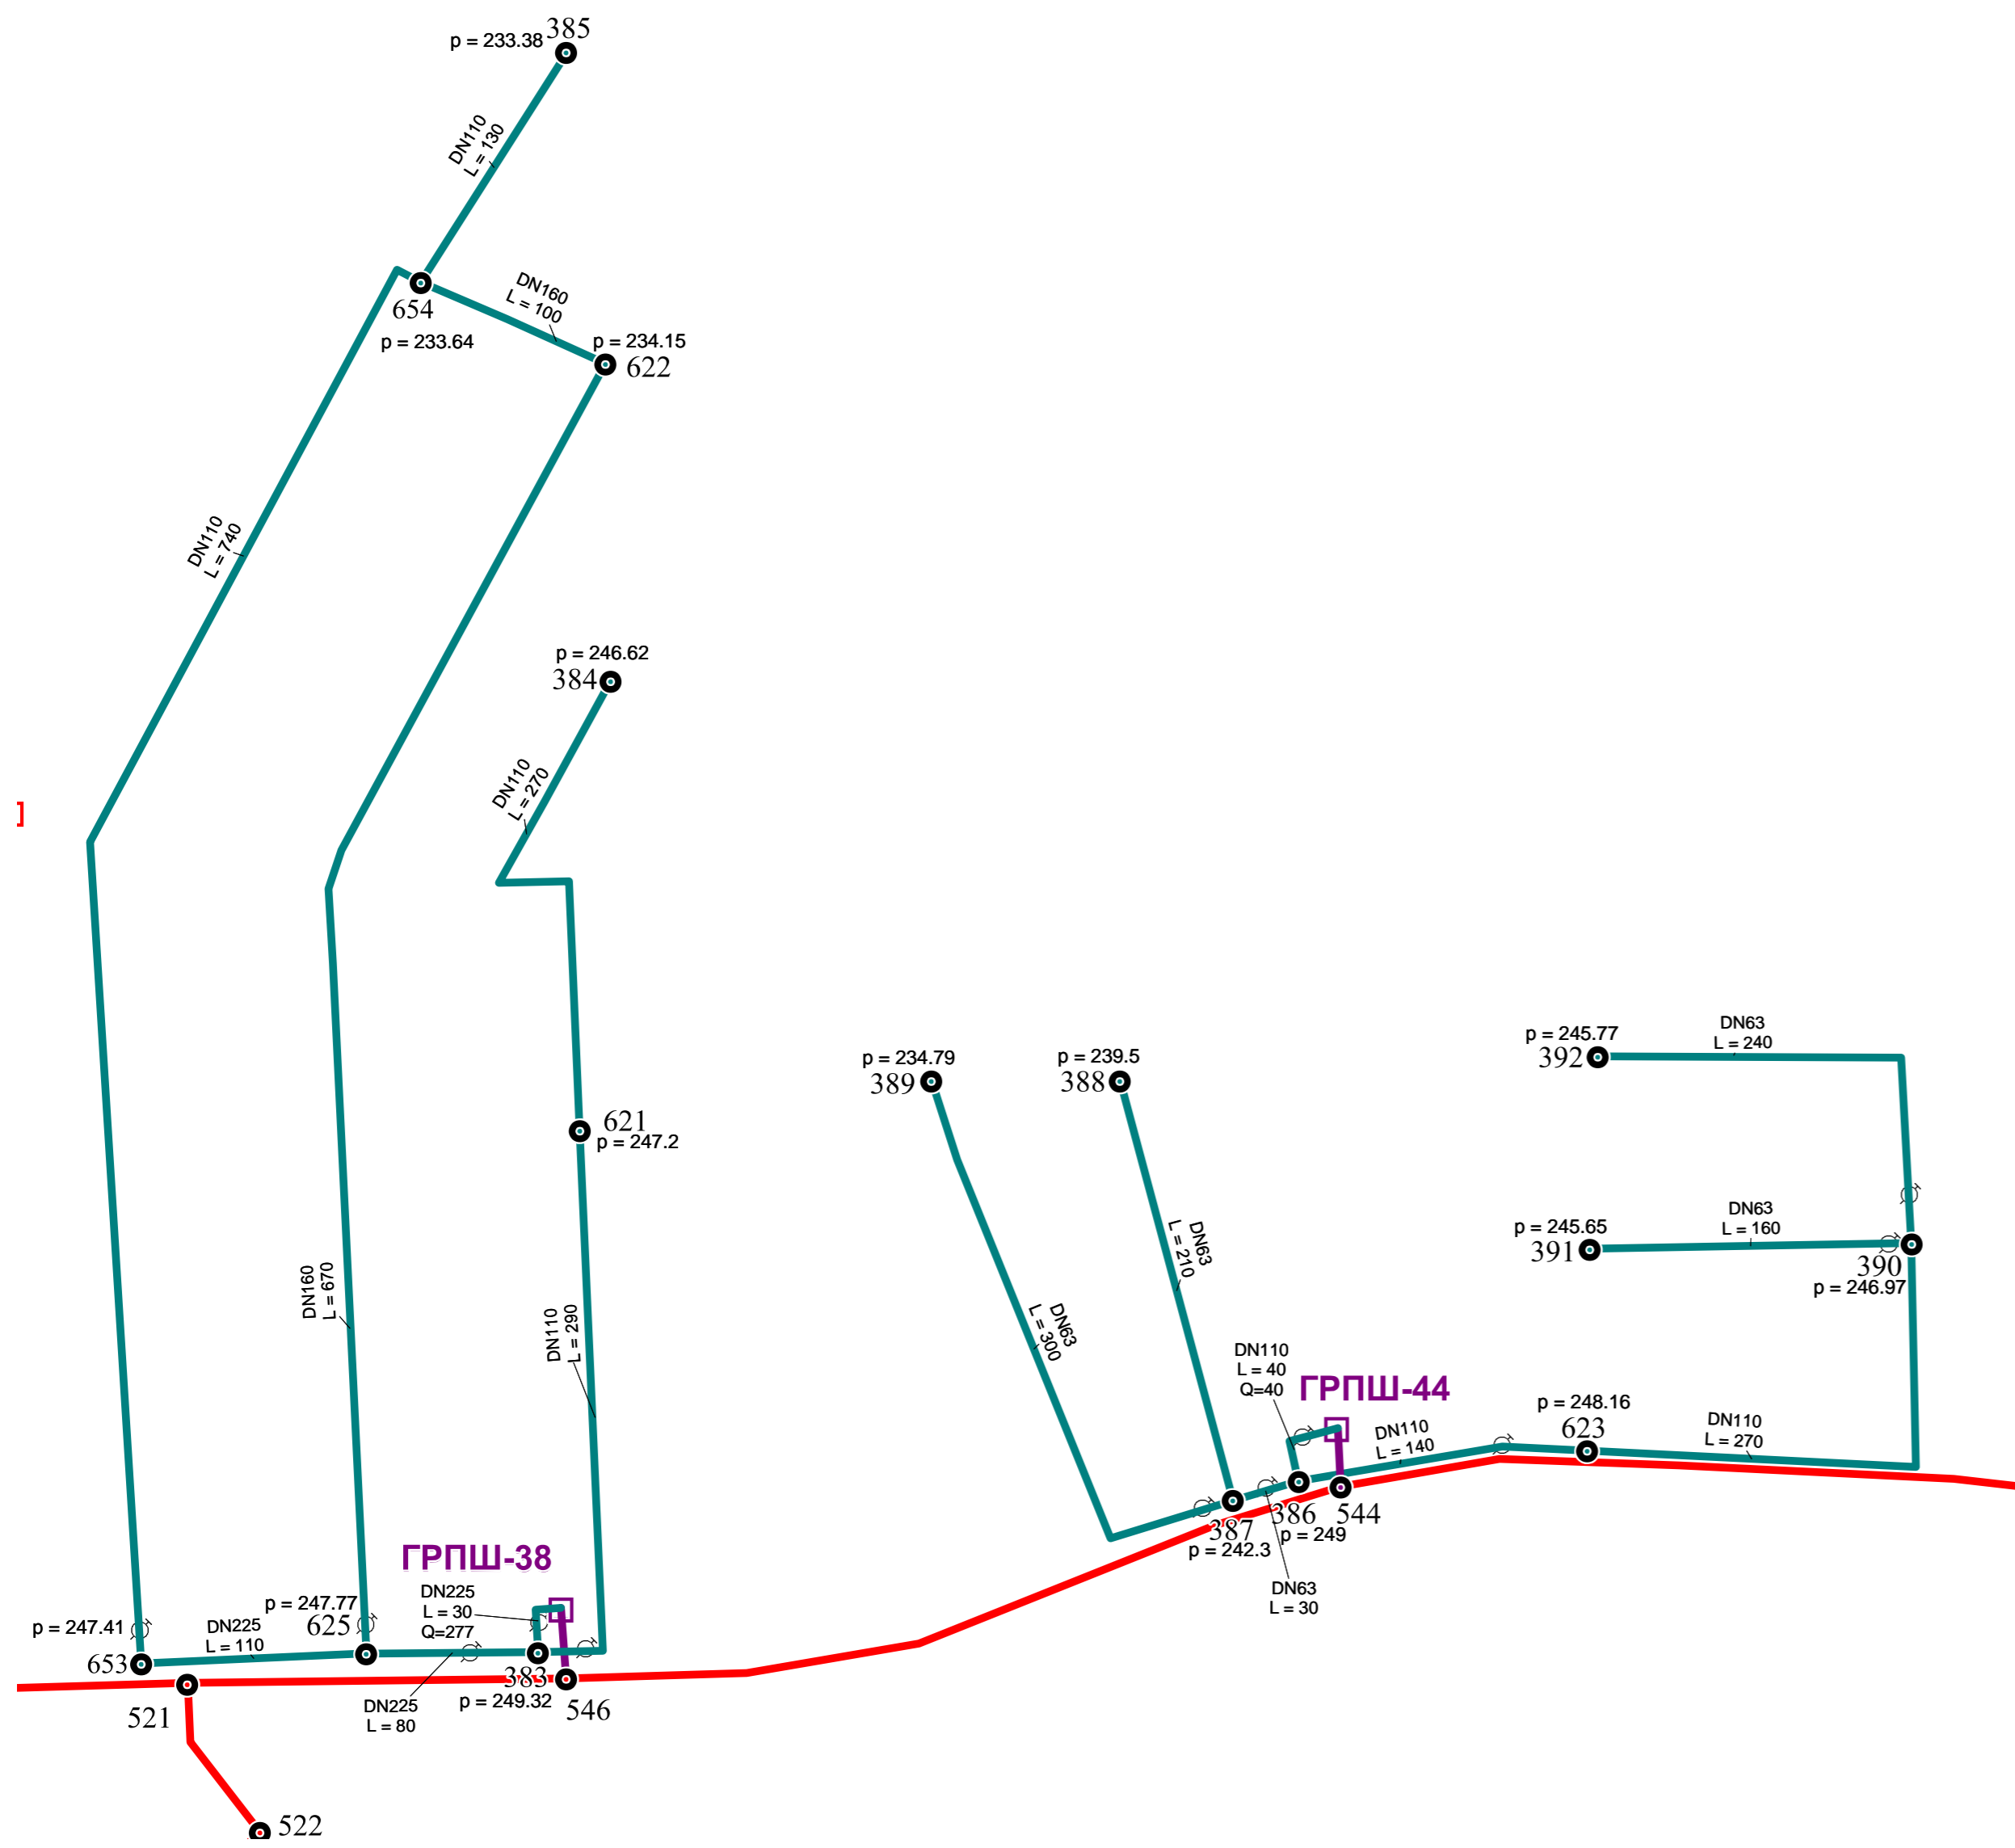 385
p = 233.38
DN110
L = 130
654
p = 233.64
DN160
L = 100
p = 234.15
622
DN110
L = 740
p = 246.62
384
DN110
L = 270
621
p = 247.2
DN160
L = 670
DN110
L = 290
p = 234.79
389
p = 239.5
388
DN63
L = 210
DN63
L = 300
p = 245.77
392
DN63
L = 240
p = 245.65
391
DN63
L = 160
390
p = 246.97
DN110
L = 40
Q=40
ГРПШ-44
DN110
L = 140
p = 248.16
623
DN110
L = 270
387
p = 242.3
386
p = 249
544
DN63
L = 30
ГРПШ-38
DN225
L = 30
Q=277
p = 247.77
625
p = 247.41
653
DN225
L = 110
383
p = 249.32
546
DN225
L = 80
521
522